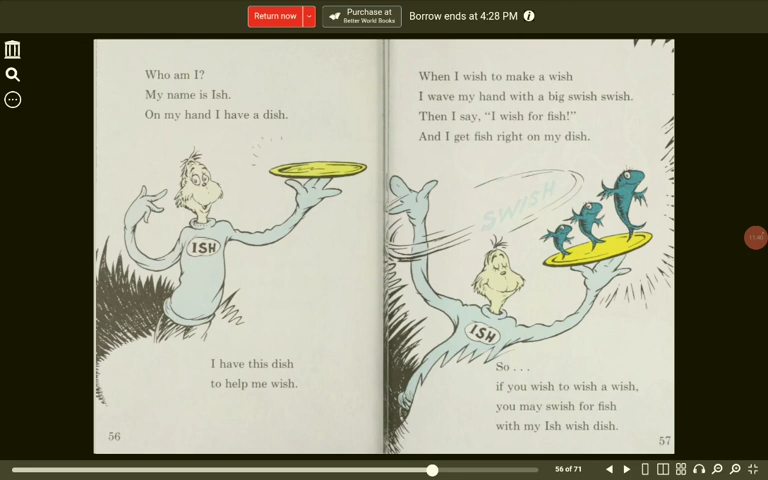 Return now
Purchase at
Better World Books
Borrow ends at 4:28 PM
Who am I?
My name is Ish.
On my hand I have a dish.
ISH
I have this dish
to help me wish.
56
When I wish to make a wish
I wave my hand with a big swish swish.
Then I say, “I wish for fish!”
And I get fish right on my dish.
SWISH
ISH
So . . .
if you wish to wish a wish,
you may swish for fish
with my Ish wish dish.
57
56 of 71